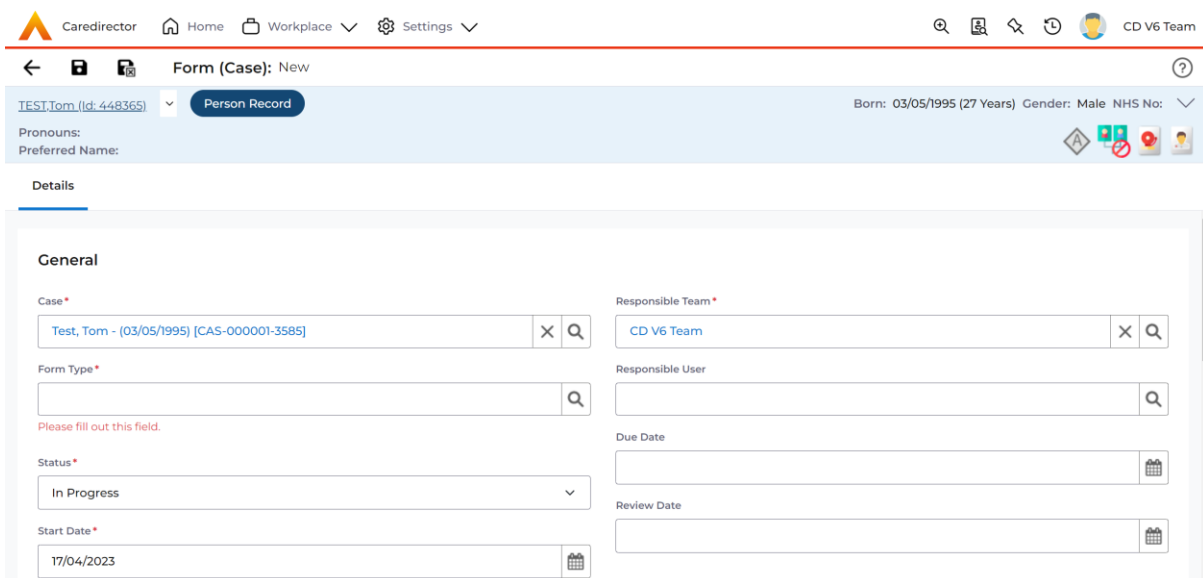 Caredirector Home Workplace Settings CD V6 Team
Form (Case): New
TEST,Tom (Id: 448365) Person Record Born: 03/05/1995 (27 Years) Gender: Male NHS No:
Pronouns:
Preferred Name:
A
Details
General
Case*
Test, Tom - (03/05/1995) [CAS-000001-3585]
Responsible Team*
CD V6 Team
Form Type*
Please fill out this field.
Responsible User
Status*
In Progress
Due Date
Start Date*
17/04/2023
Review Date